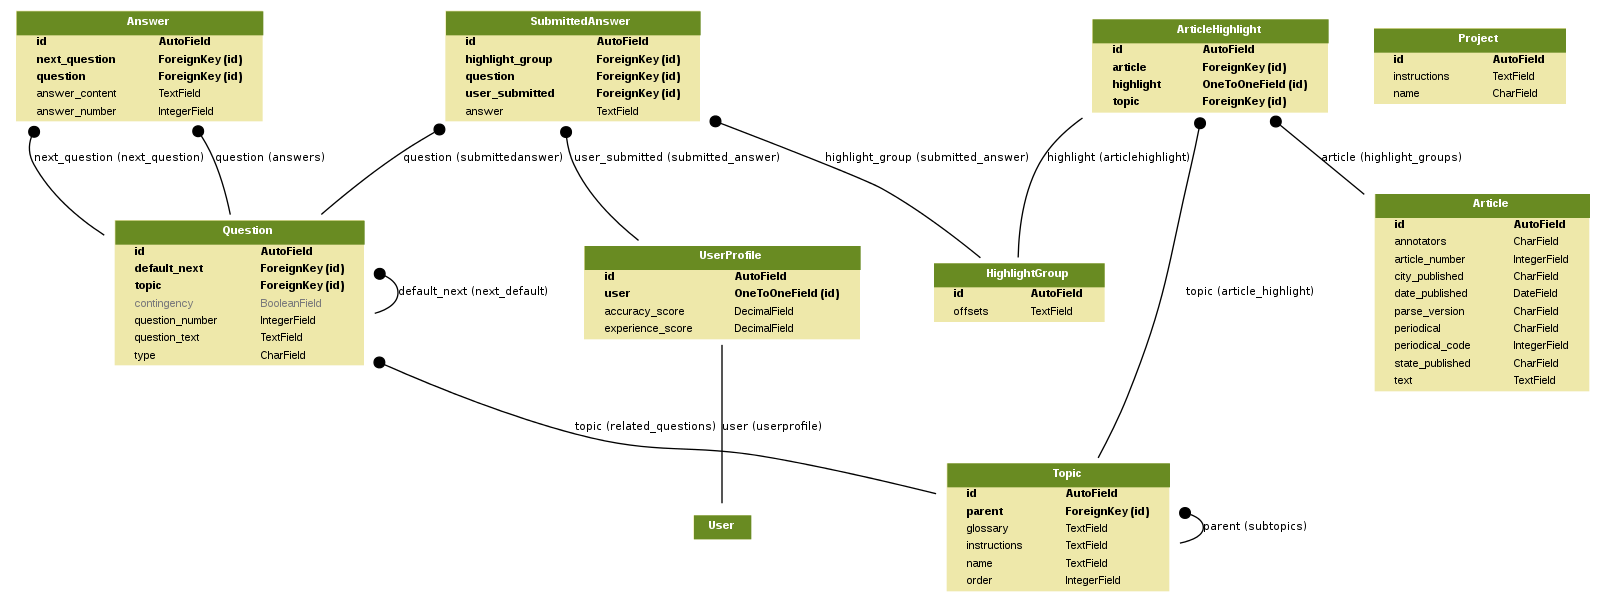 Answer
id AutoField
next_question ForeignKey (id)
question ForeignKey (id)
answer_content TextField
answer_number IntegerField
SubmittedAnswer
id AutoField
highlight_group ForeignKey (id)
question ForeignKey (id)
user_submitted ForeignKey (id)
answer TextField
ArticleHighlight
id AutoField
article ForeignKey (id)
highlight OneToOneField (id)
topic ForeignKey (id)
Project
id AutoField
instructions TextField
name CharField
next_question (next_question)
question (answers)
question (submittedanswer)
user_submitted (submitted_answer)
highlight_group (submitted_answer)
highlight (articlehighlight)
article (highlight_groups)
Question
id AutoField
default_next ForeignKey (id)
topic ForeignKey (id)
contingency BooleanField
question_number IntegerField
question_text TextField
type CharField
default_next (next_default)
UserProfile
id AutoField
user OneToOneField (id)
accuracy_score DecimalField
experience_score DecimalField
HighlightGroup
id AutoField
offsets TextField
topic (article_highlight)
Article
id AutoField
annotators CharField
article_number IntegerField
city_published CharField
date_published DateField
parse_version CharField
periodical CharField
periodical_code IntegerField
state_published CharField
text TextField
topic (related_questions)
user (userprofile)
User
Topic
id AutoField
parent ForeignKey (id)
glossary TextField
instructions TextField
name TextField
order IntegerField
parent (subtopics)